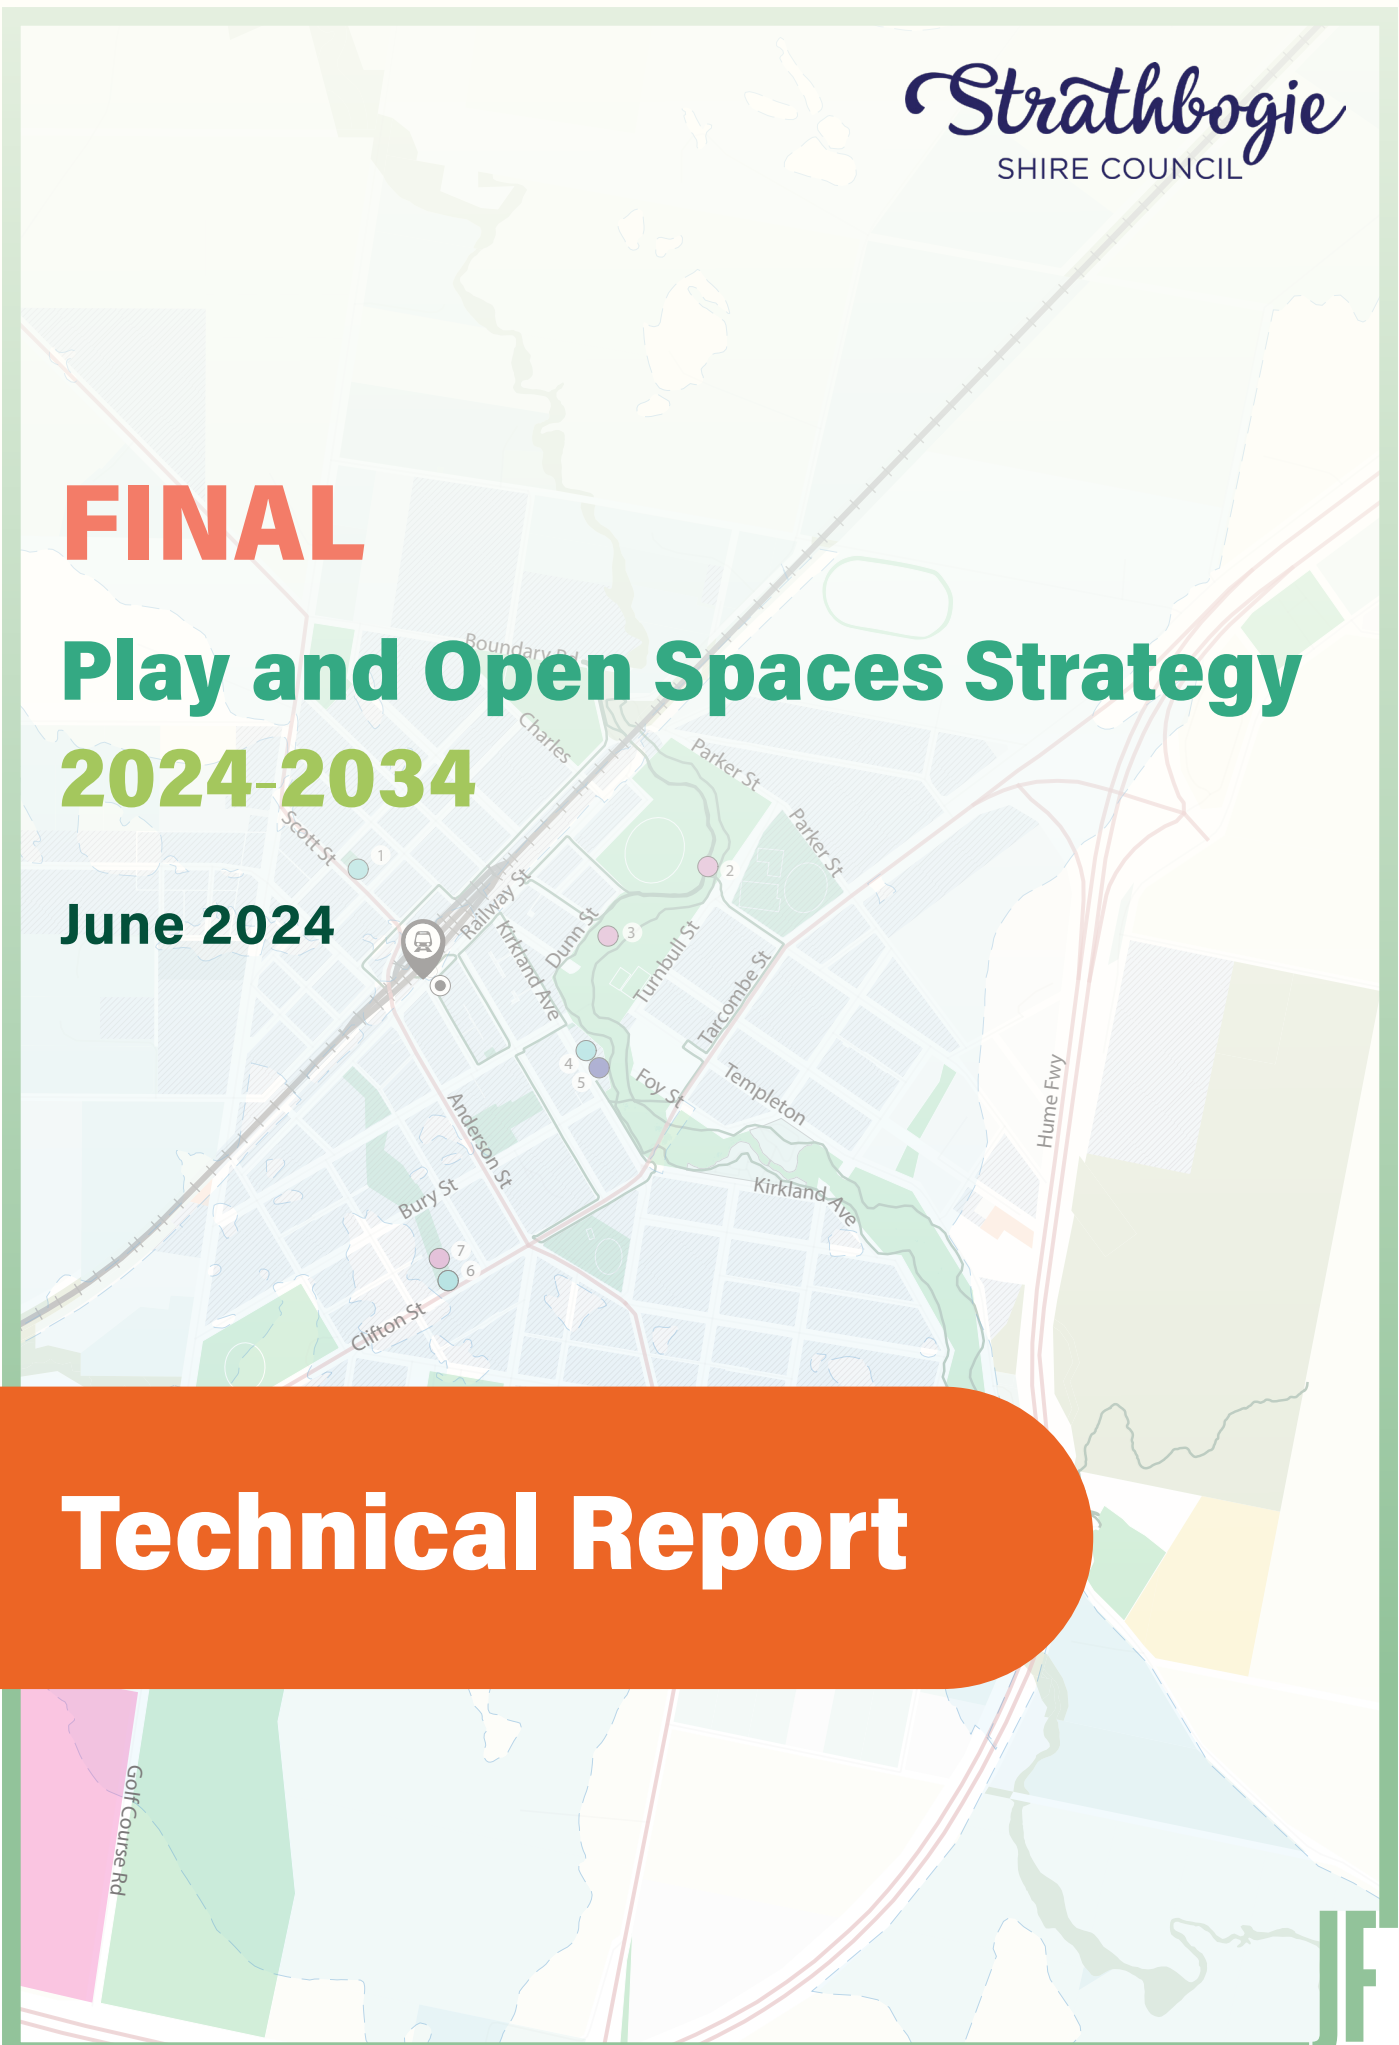 Strathbogie
SHIRE COUNCIL
FINAL
Boundary Rd
Play and Open Spaces Strategy
Charles
Parker St
2024-2034
Scott St
1
Parker St
2
Railway St
June 2024
Dunn St
3
Kirkland Ave
Turnbull St
Tarcombe St
4
5
Foy St
Templeton
Hume Fwy
Anderson St
Bury St
Kirkland Ave
7
6
Clifton St
Technical Report
Golf Course Rd